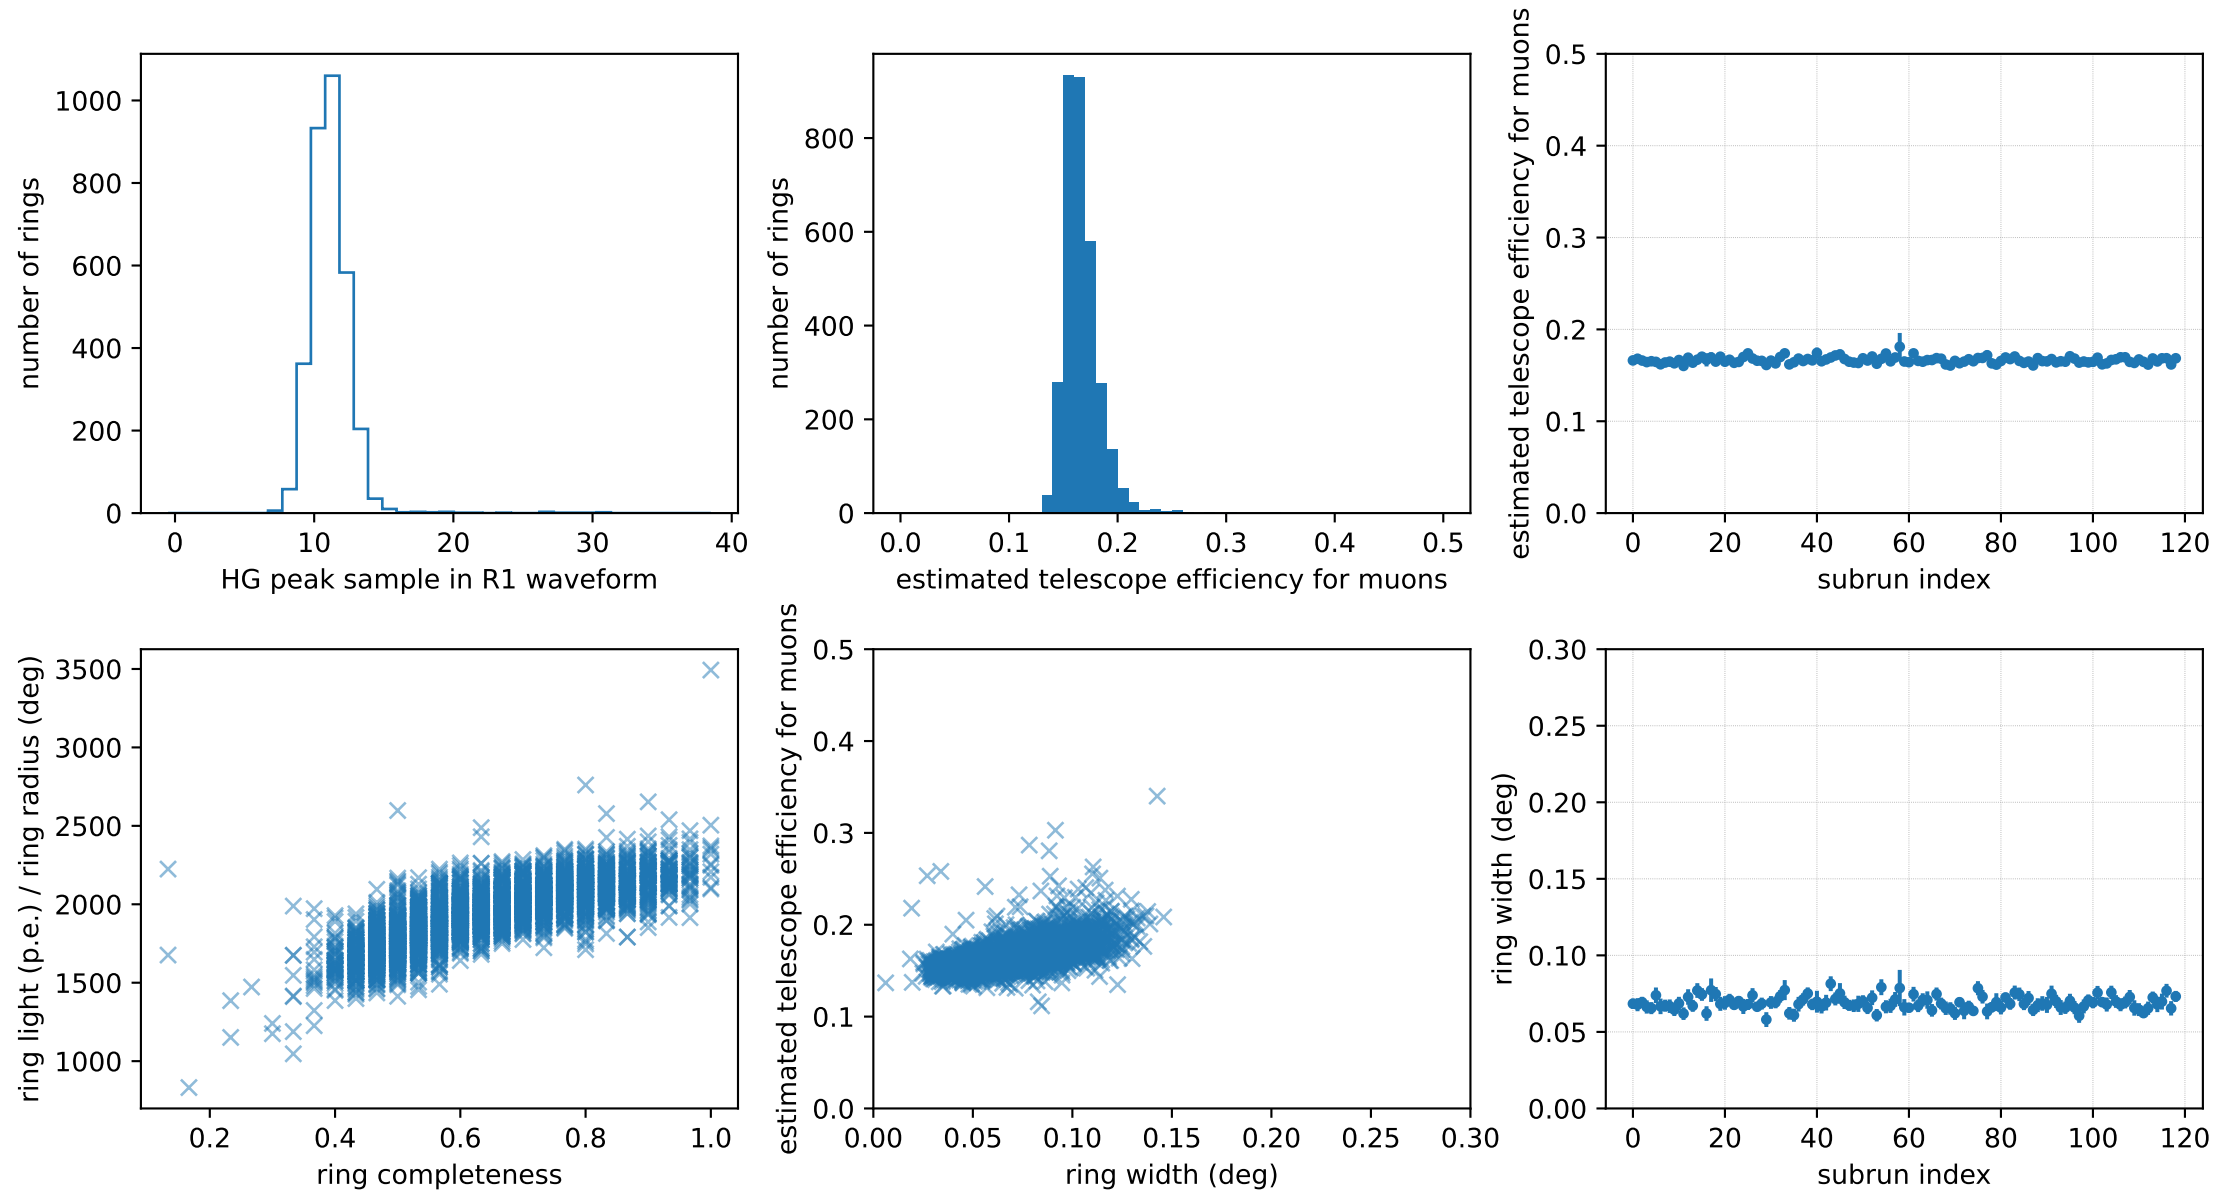 number of rings
1000
800
600
400
200
0
0 10 20 30 40
HG peak sample in R1 waveform
number of rings
800
600
400
200
0
0.0 0.1 0.2 0.3 0.4 0.5
estimated telescope efficiency for muons
estimated telescope efficiency for muons
0.5
0.4
0.3
0.2
0.1
0.0
0 20 40 60 80 100 120
subrun index
ring light (p.e.) / ring radius (deg)
3500
3000
2500
2000
1500
1000
0.2 0.4 0.6 0.8 1.0
ring completeness
estimated telescope efficiency for muons
0.5
0.4
0.3
0.2
0.1
0.0
0.00 0.05 0.10 0.15 0.20 0.25 0.30
ring width (deg)
ring width (deg)
0.30
0.25
0.20
0.15
0.10
0.05
0.00
0 20 40 60 80 100 120
subrun index